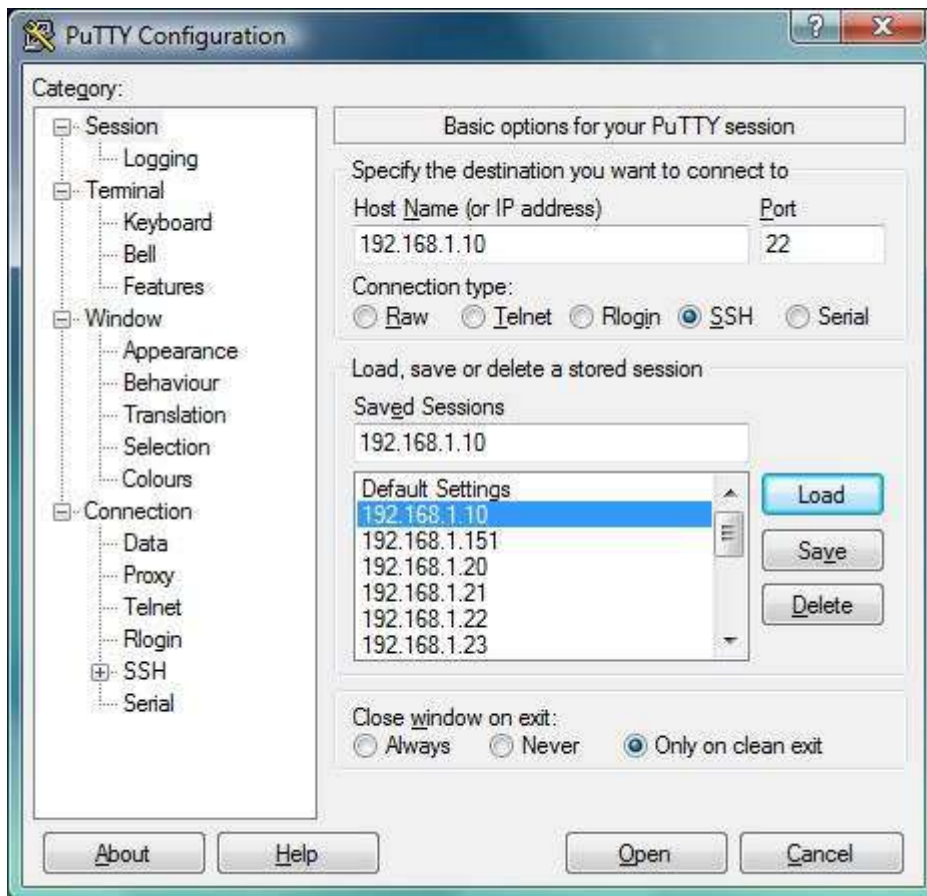 PuTTY Configuration
?
X
Category:
Session
Logging
Terminal
Keyboard
Bell
Features
Window
Appearance
Behaviour
Translation
Selection
Colours
Connection
Data
Proxy
Telnet
Rlogin
SSH
Serial
Basic options for your PuTTY session
Specify the destination you want to connect to
Host Name (or IP address) Port
192.168.1.10 22
Connection type:
Raw Telnet Rlogin SSH Serial
Load, save or delete a stored session
Saved Sessions
192.168.1.10
Default Settings
192.168.1.10
192.168.1.151
192.168.1.20
192.168.1.21
192.168.1.22
192.168.1.23
Load
Save
Delete
Close window on exit:
Always Never Only on clean exit
About Help Open Cancel